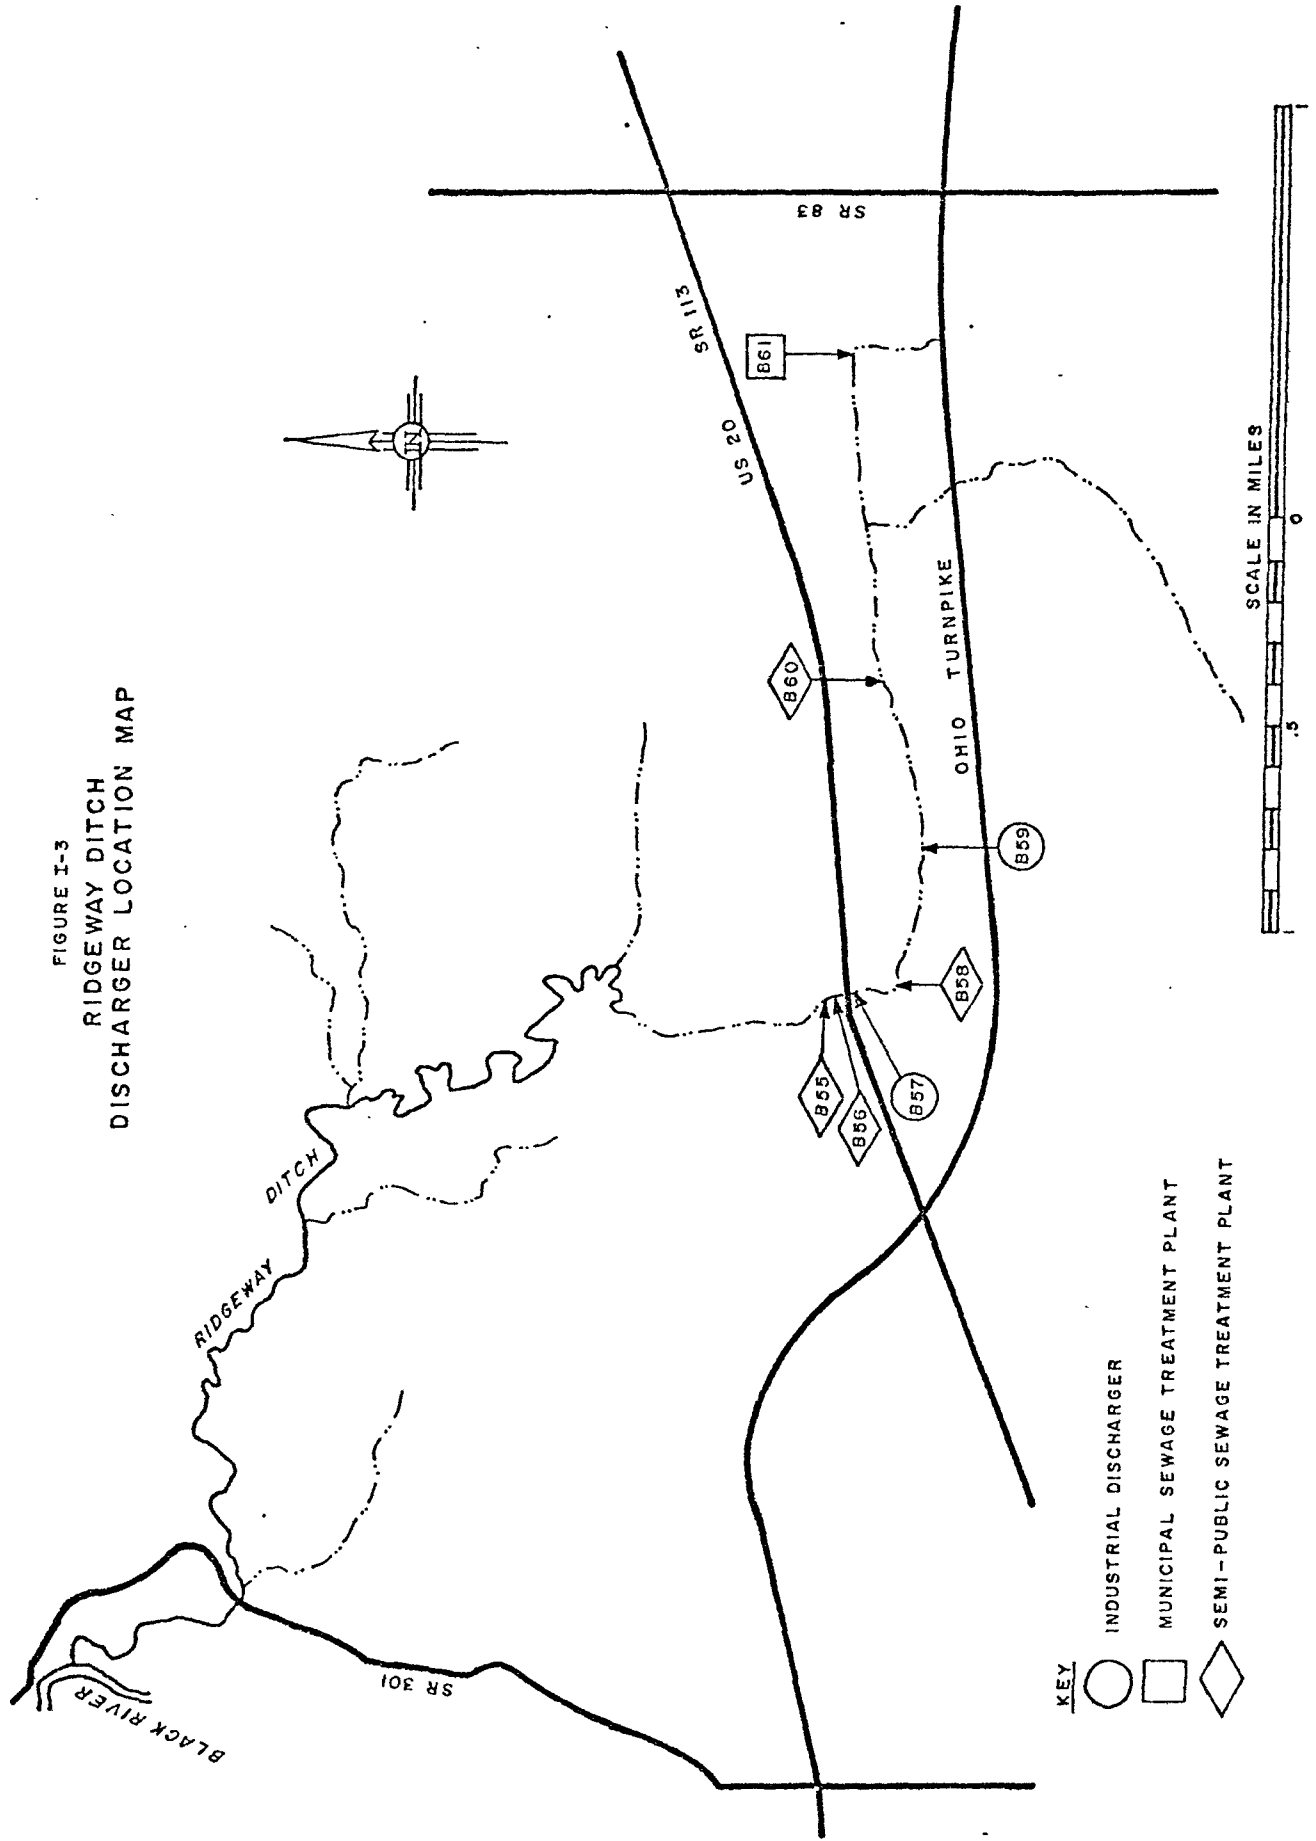 FIGURE I-3
RIDGEWAY DITCH
DISCHARGER LOCATION MAP
BLACK RIVER
SR 301
RIDGEWAY
DITCH
N
US 20
SR 113
SR 83
OHIO TURNPIKE
B55
B56
B57
B58
B59
B60
B61
KEY
INDUSTRIAL DISCHARGER
MUNICIPAL SEWAGE TREATMENT PLANT
SEMI-PUBLIC SEWAGE TREATMENT PLANT
SCALE IN MILES
1 .5 0 1